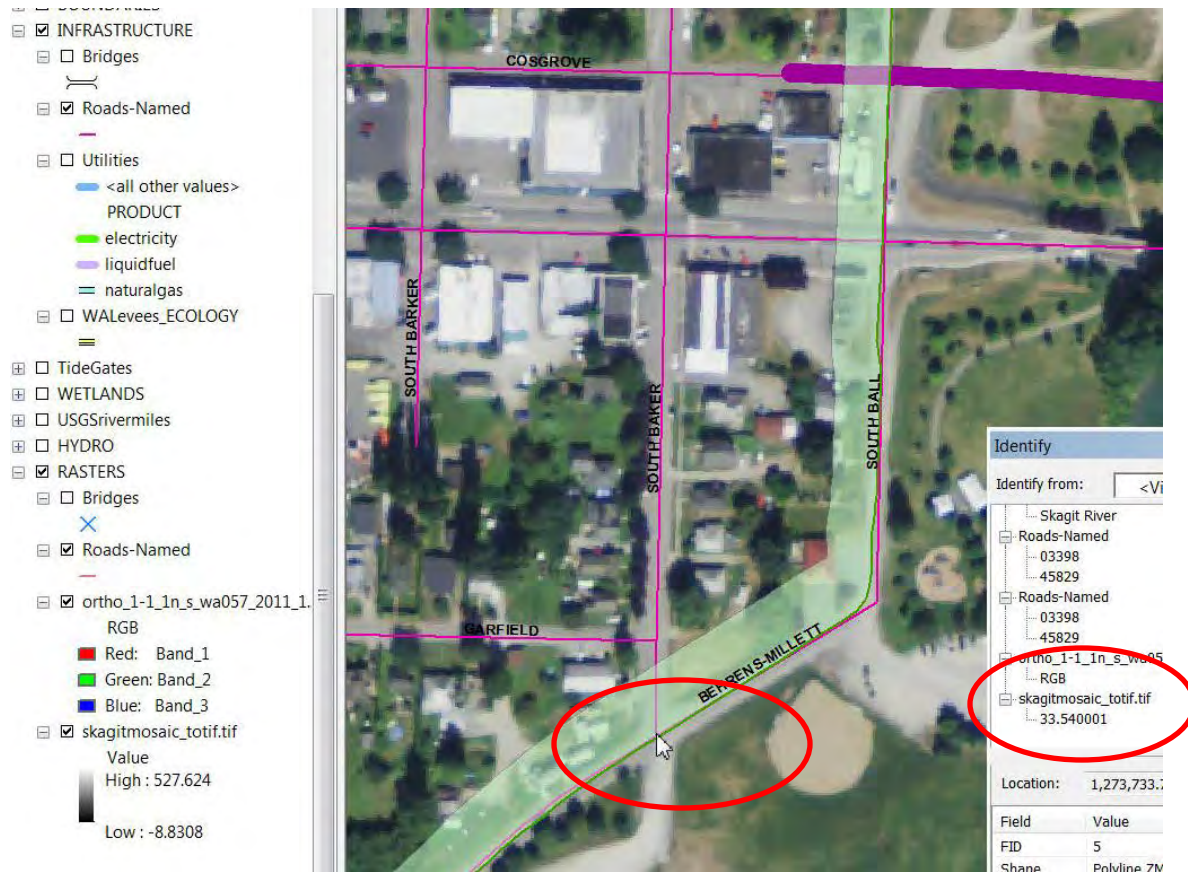 INFRASTRUCTURE
Bridges
Roads-Named
Utilities
<all other values>
PRODUCT
electricity
liquidfuel
naturalgas
WALevees_ECOLOGY
TideGates
WETLANDS
USGSrivermiles
HYDRO
RASTERS
Bridges
Roads-Named
ortho_1-1_1n_s_wa057_2011_1.
RGB
Red: Band_1
Green: Band_2
Blue: Band_3
skagitmosaic_totif.tif
Value
High : 527.624
Low : -8.8308
COSGROVE
SOUTH BARKER
SOUTH BAKER
SOUTH BALL
GARFIELD
BEHRENS-MILLETT
Identify
Identify from: <Vi
Skagit River
Roads-Named
03398
45829
Roads-Named
03398
45829
ortho_1-1_1n_s_wa05
RGB
skagitmosaic_totif.tif
33.540001
Location: 1,273,733.7
Field Value
FID 5
Shape Polyline ZM